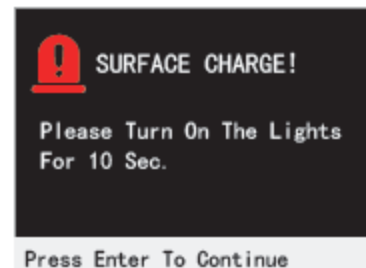 SURFACE CHARGE!
Please Turn On The Lights
For 10 Sec.
Press Enter To Continue